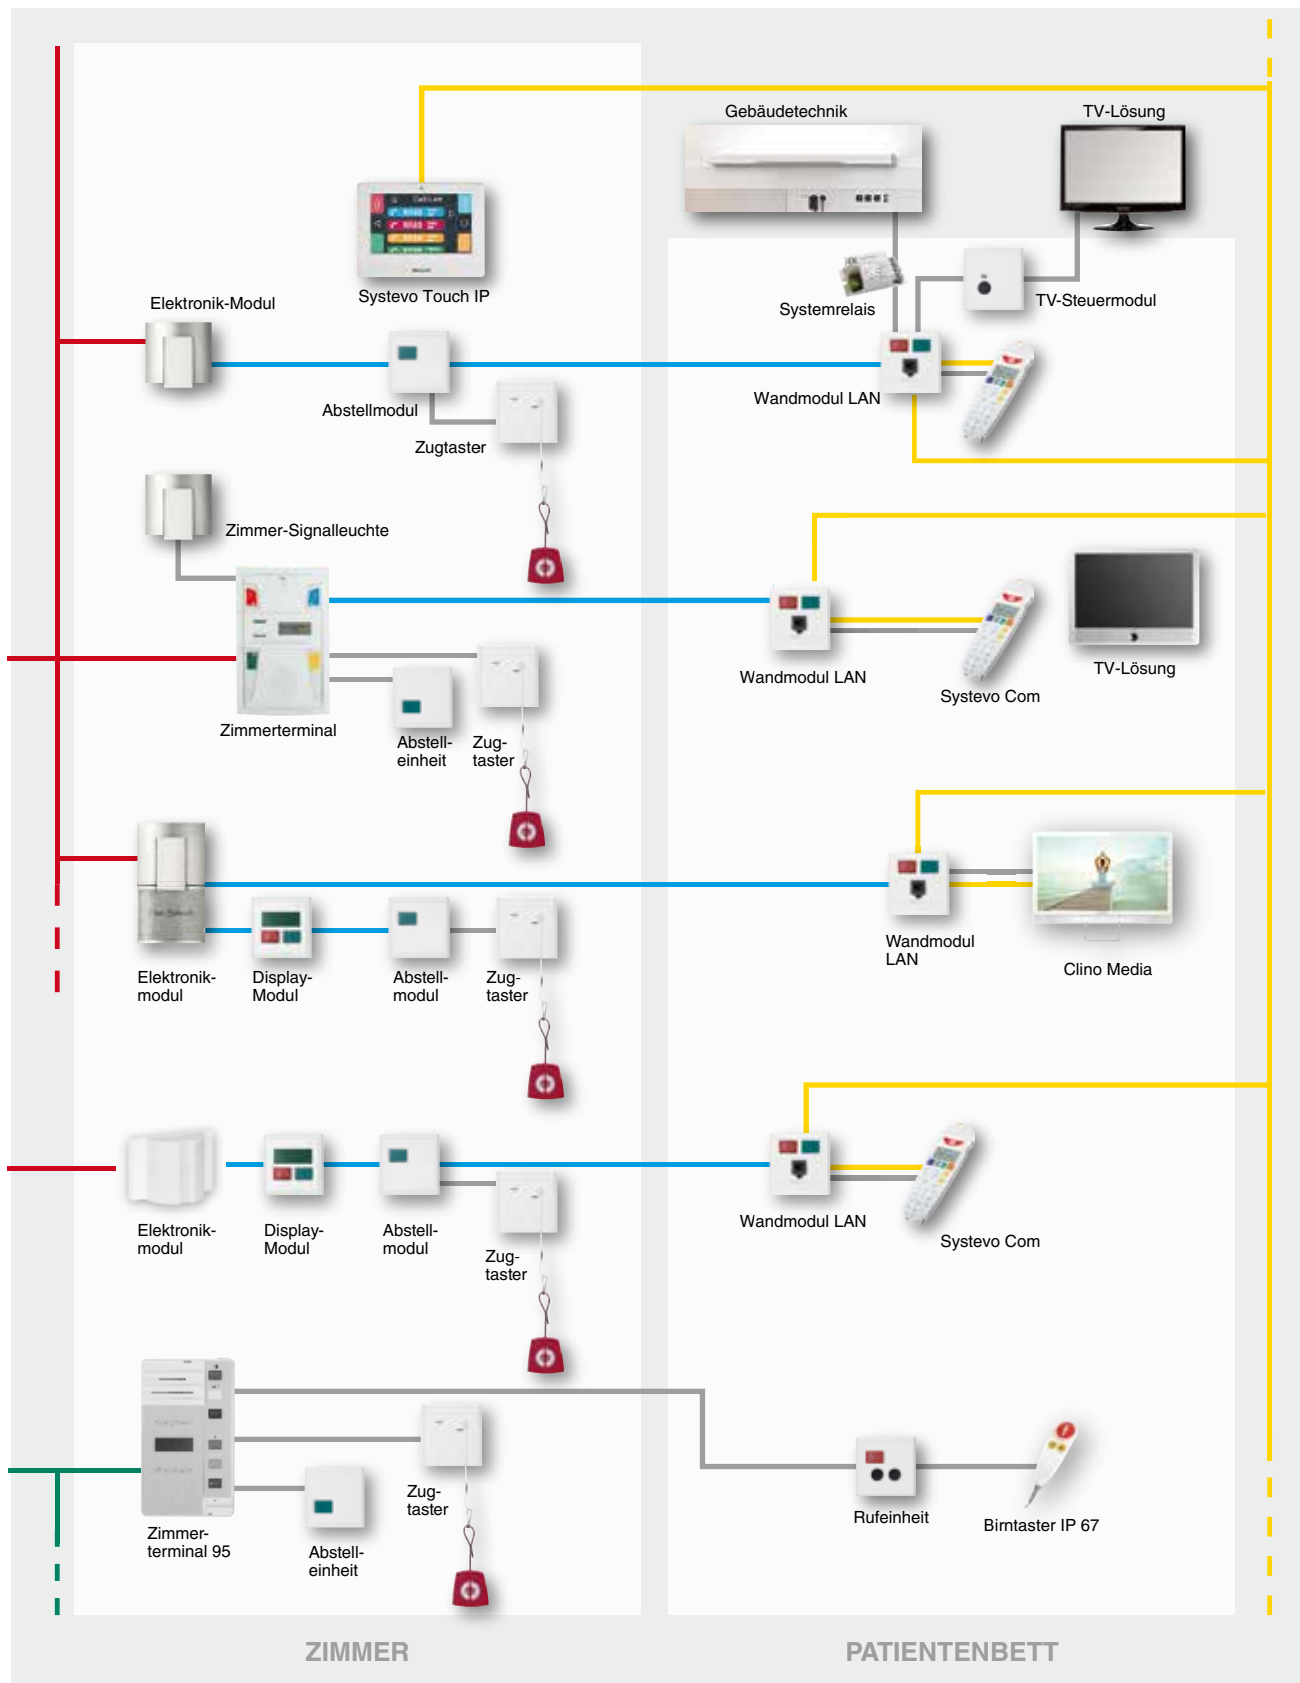 Gebäudetechnik
TV-Lösung
Systevo Touch IP
Elektronik-Modul
Systemrelais
TV-Steuermodul
Abstellmodul
Wandmodul LAN
Zugtaster
Zimmer-Signalleuchte
Wandmodul LAN
TV-Lösung
Systevo Com
Zimmerterminal
Abstell-
einheit
Zug-
taster
Wandmodul
LAN
Clino Media
Elektronik-
modul
Display-
Modul
Abstell-
modul
Zug-
taster
Wandmodul LAN
Systevo Com
Elektronik-
modul
Display-
Modul
Abstell-
modul
Zug-
taster
Zug-
taster
Rufeinheit
Birntaster IP 67
Zimmer-
terminal 95
Abstell-
einheit
ZIMMER
PATIENTENBETT